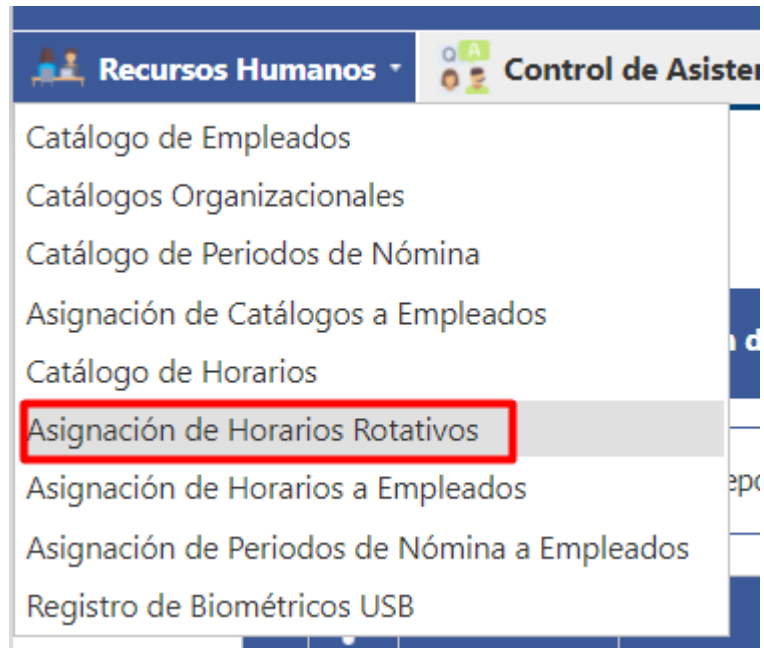 Recursos Humanos
Control de
Catálogo de Empleados
Catálogos Organizacionales
Catálogo de Periodos de Nómina
Asignación de Catálogos a Empleados
Catálogo de Horarios
Asignación de Horarios Rotativos
Asignación de Horarios a Empleados
Asignación de Periodos de Nómina a Empleados
Registro de Biométricos USB